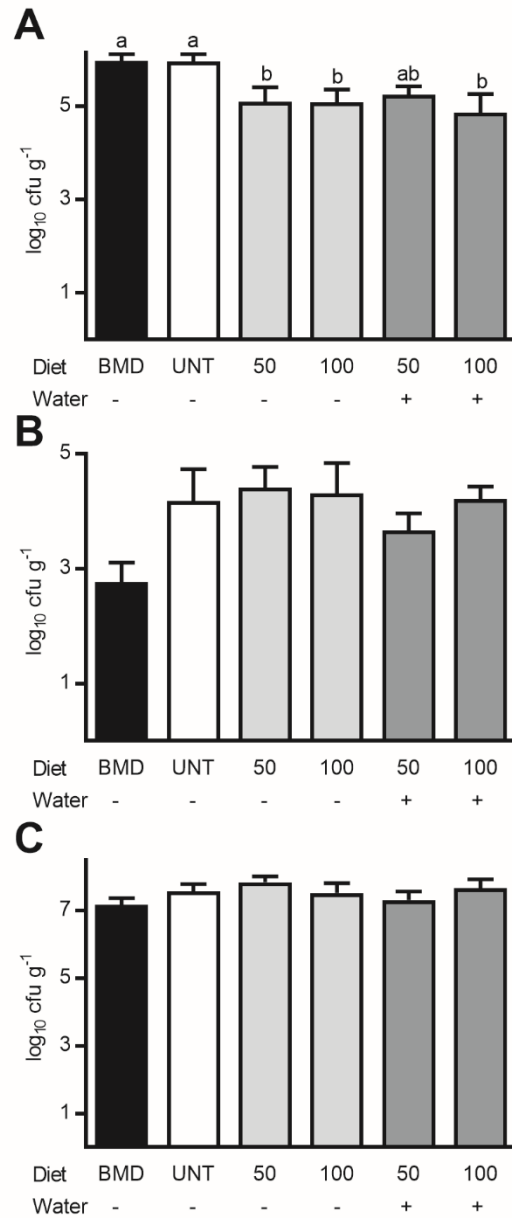 A
a a b b ab b
5
3
1
log₁₀ cfu g⁻¹
Diet BMD UNT 50 100 50 100
Water - - - - + +
B
5
3
1
log₁₀ cfu g⁻¹
Diet BMD UNT 50 100 50 100
Water - - - - + +
C
7
5
3
1
log₁₀ cfu g⁻¹
Diet BMD UNT 50 100 50 100
Water - - - - + +